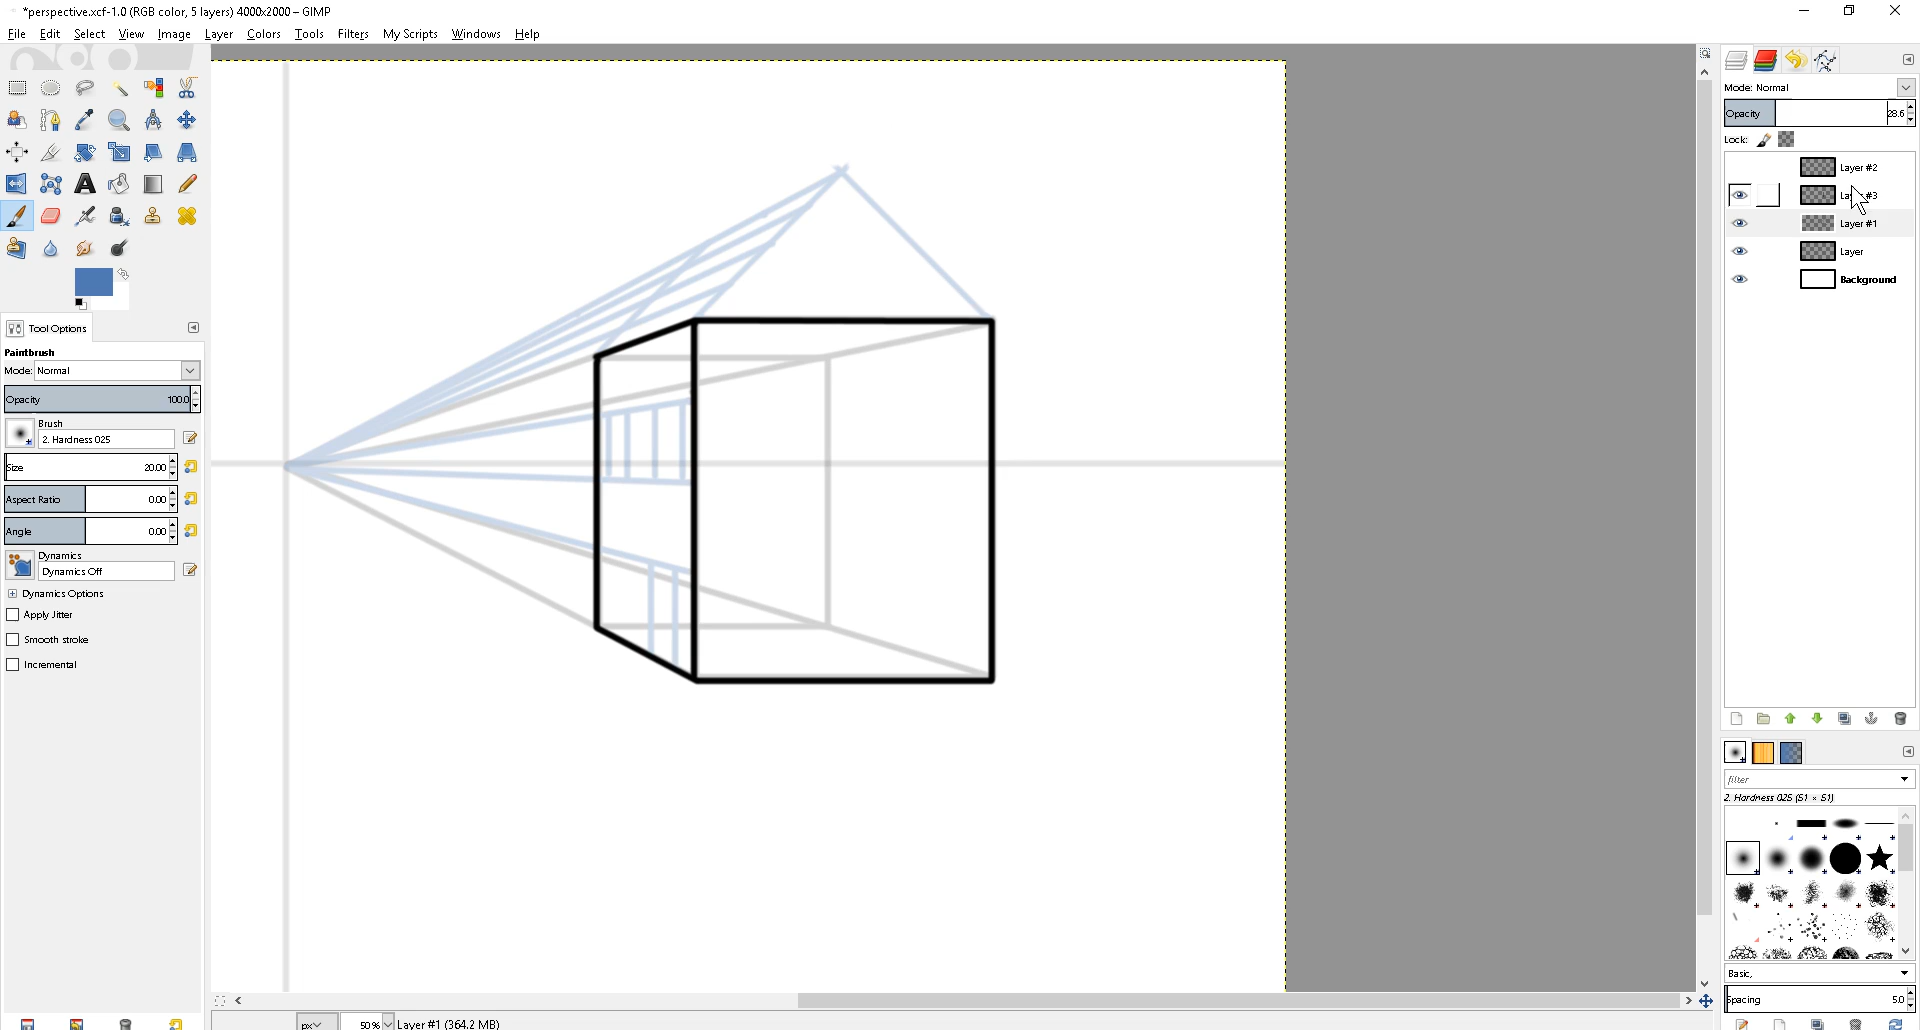 *perspective.xcf-1.0 (RGB color, 5 layers) 4000x2000 – GIMP
File Edit Select View Image Layer Colors Tools Filters My Scripts Windows Help
Mode: Normal
Opacity 28.6
Lock:
Layer #2
#3
Layer #1
Layer
Background
Tool Options
Paintbrush
Mode: Normal
Opacity 100.0
Brush
2. Hardness 025
Size 20.00
Aspect Ratio 0.00
Angle 0.00
Dynamics
Dynamics Off
Dynamics Options
Apply Jitter
Smooth stroke
Incremental
filter
2. Hardness 025 (51 × 51)
Basic,
Spacing 5.0
px 50% Layer #1 (364.2 MB)